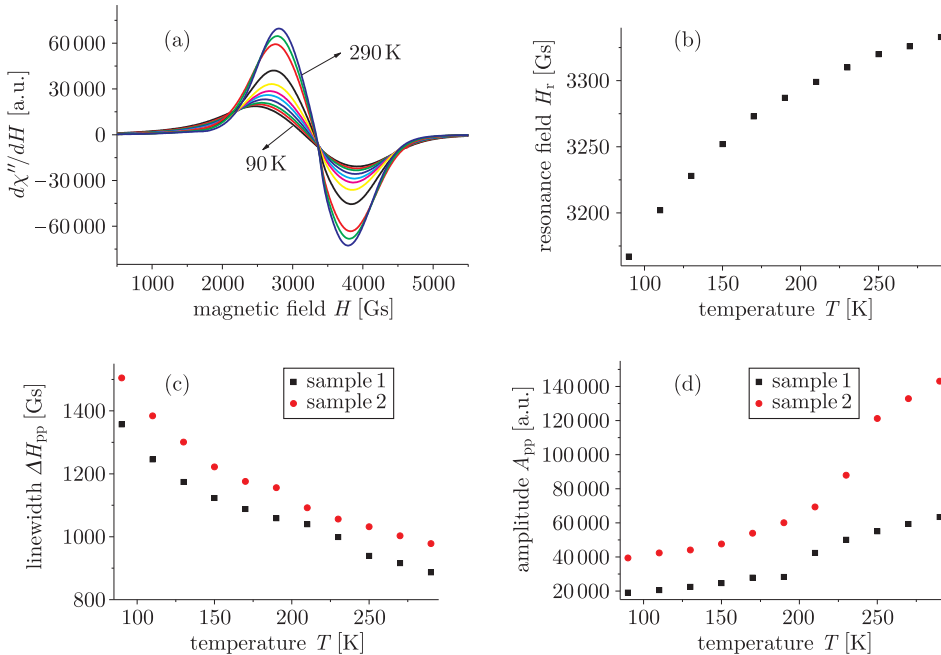 (a)
290 K
90 K
60 000
30 000
0
−30 000
−60 000
dχ″/dH [a.u.]
1000 2000 3000 4000 5000
magnetic field H [Gs]
(b)
3300
3250
3200
resonance field Hr [Gs]
100 150 200 250
temperature T [K]
(c)
sample 1
sample 2
1400
1200
1000
800
linewidth ΔHpp [Gs]
100 150 200 250
temperature T [K]
(d)
sample 1
sample 2
140 000
120 000
100 000
80 000
60 000
40 000
20 000
amplitude App [a.u.]
100 150 200 250
temperature T [K]